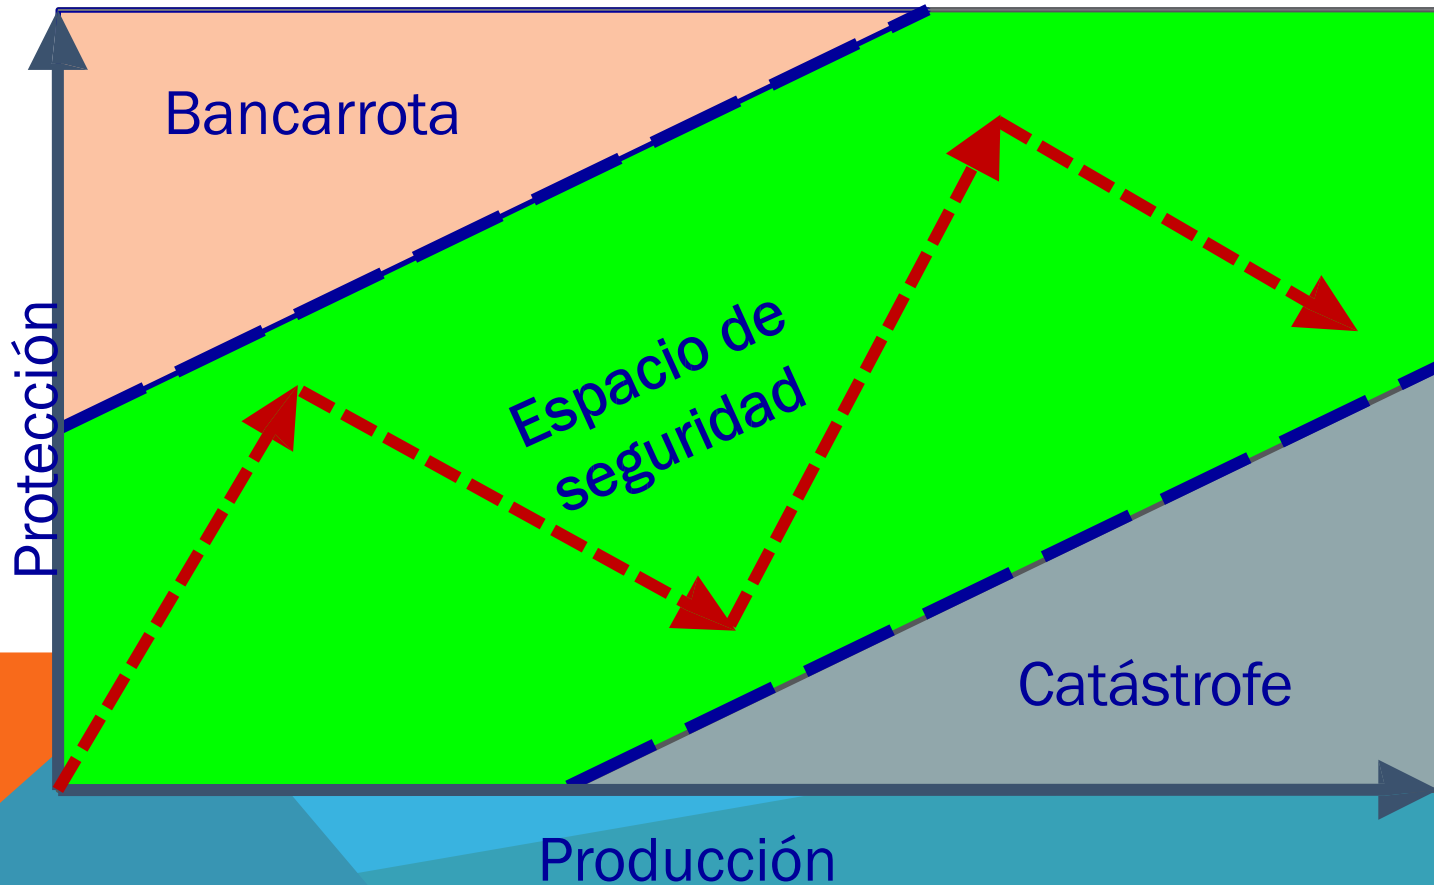 Bancarrota
Protección
Espacio de
seguridad
Catástrofe
Producción